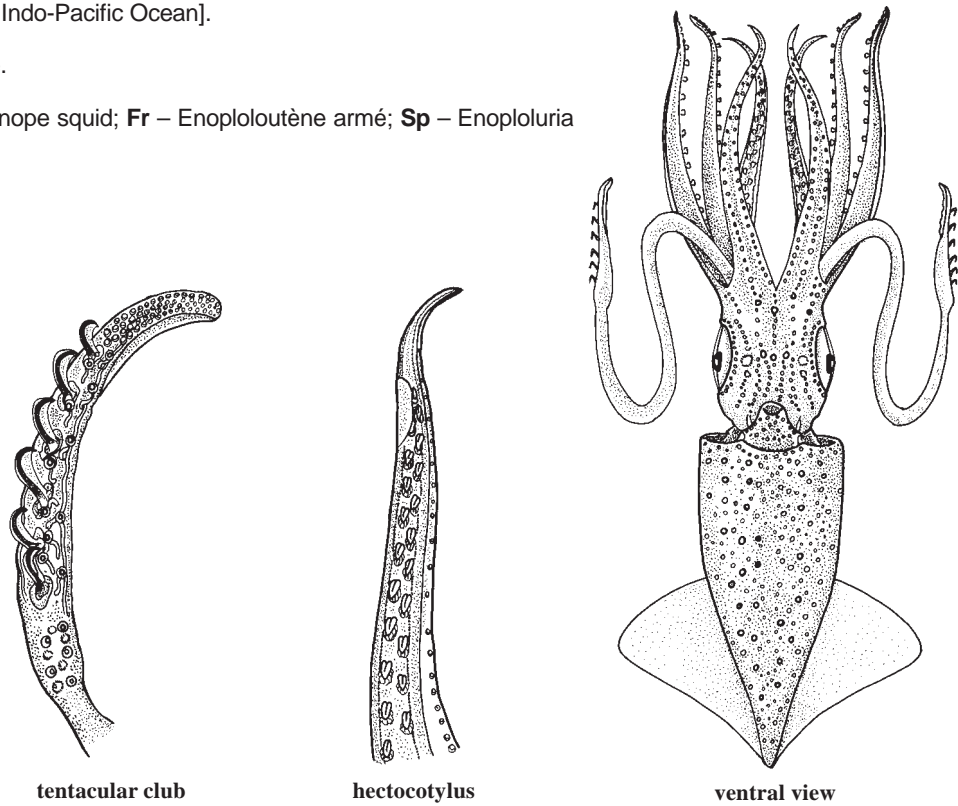 Indo-Pacific Ocean].
.
nope squid; Fr – Enoploloutène armé; Sp – Enoploluria
tentacular club
hectocotylus
ventral view